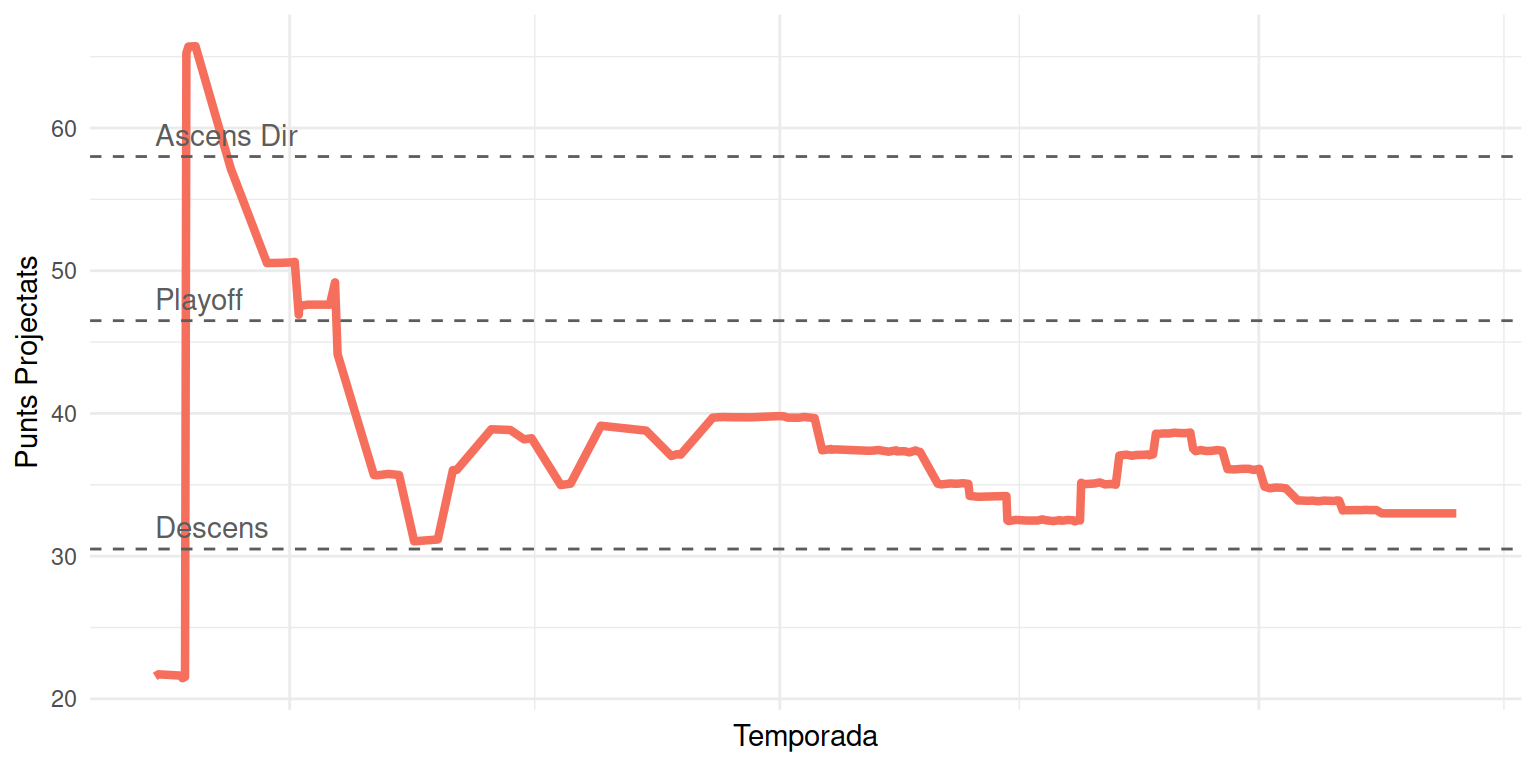 Punts Projectats
60
50
40
30
20
Ascens Dir
Playoff
Descens
Temporada